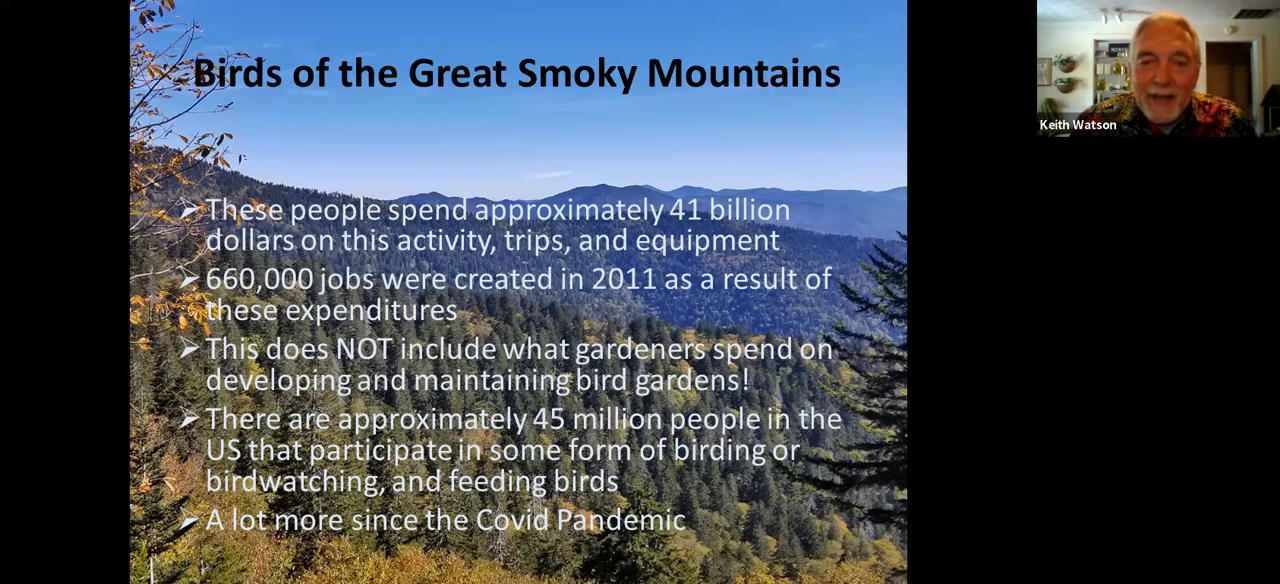 Birds of the Great Smoky Mountains
➢ These people spend approximately 41 billion
dollars on this activity, trips, and equipment
➢ 660,000 jobs were created in 2011 as a result of
these expenditures
➢ This does NOT include what gardeners spend on
developing and maintaining bird gardens!
➢ There are approximately 45 million people in the
US that participate in some form of birding or
birdwatching, and feeding birds
➢ A lot more since the Covid Pandemic
Keith Watson